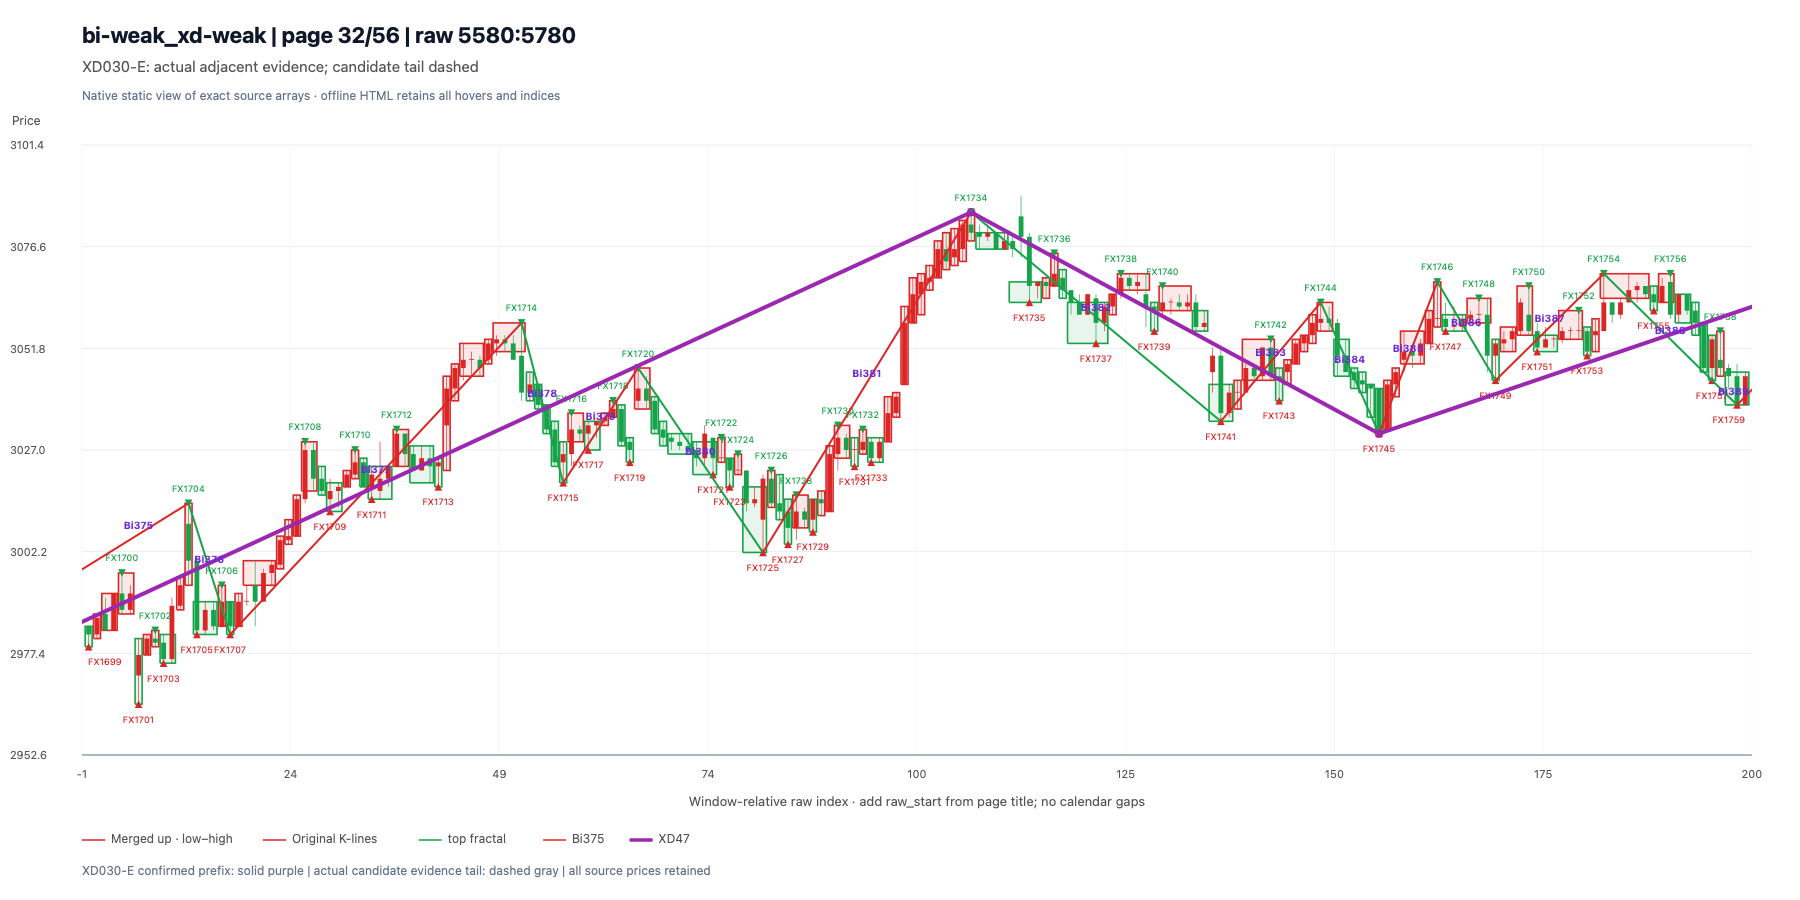 bi-weak_xd-weak | page 32/56 | raw 5580:5780
XD030-E: actual adjacent evidence; candidate tail dashed
Native static view of exact source arrays · offline HTML retains all hovers and indices
Price
3101.4
3076.6
3051.8
3027.0
3002.2
2977.4
2952.6
FX1734
FX1736
FX1738
FX1740
FX1746
FX1748
FX1750
FX1754
FX1756
FX1744
FX1752
FX1714
FX1735
FX1742
FX1737
FX1739
FX1747
FX1720
Bi381
Bi383
Bi384
Bi386
Bi387
Bi378
FX1712
FX1708
FX1710
FX1722
FX1724
FX1732
FX1751
FX1753
FX1743
FX1741
FX1745
FX1759
FX1726
FX1717
FX1719
FX1715
FX1713
FX1711
FX1709
FX1704
Bi375
FX1733
FX1729
FX1727
FX1725
FX1700
FX1702
FX1705
FX1707
FX1699
FX1703
FX1701
-1
24
49
74
100
125
150
175
200
Window-relative raw index · add raw_start from page title; no calendar gaps
Merged up · low–high
Original K-lines
top fractal
Bi375
XD47
XD030-E confirmed prefix: solid purple | actual candidate evidence tail: dashed gray | all source prices retained